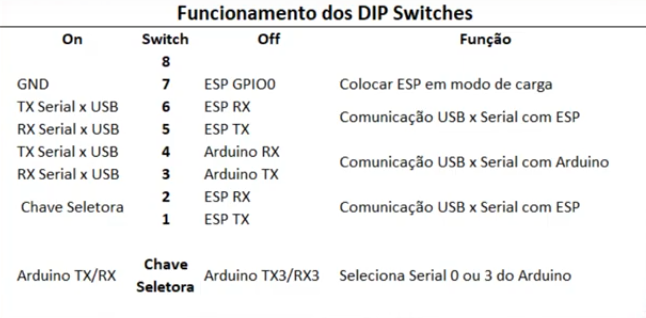 Funcionamento dos DIP Switches
On Switch Off Função
8
GND 7 ESP GPIO0 Colocar ESP em modo de carga
TX Serial x USB 6 ESP RX
Comunicação USB x Serial com ESP
RX Serial x USB 5 ESP TX
TX Serial x USB 4 Arduino RX
Comunicação USB x Serial com Arduino
RX Serial x USB 3 Arduino TX
2 ESP RX
Chave Seletora Comunicação USB x Serial com ESP
1 ESP TX
Chave
Arduino TX/RX Arduino TX3/RX3 Seleciona Serial 0 ou 3 do Arduino
Seletora